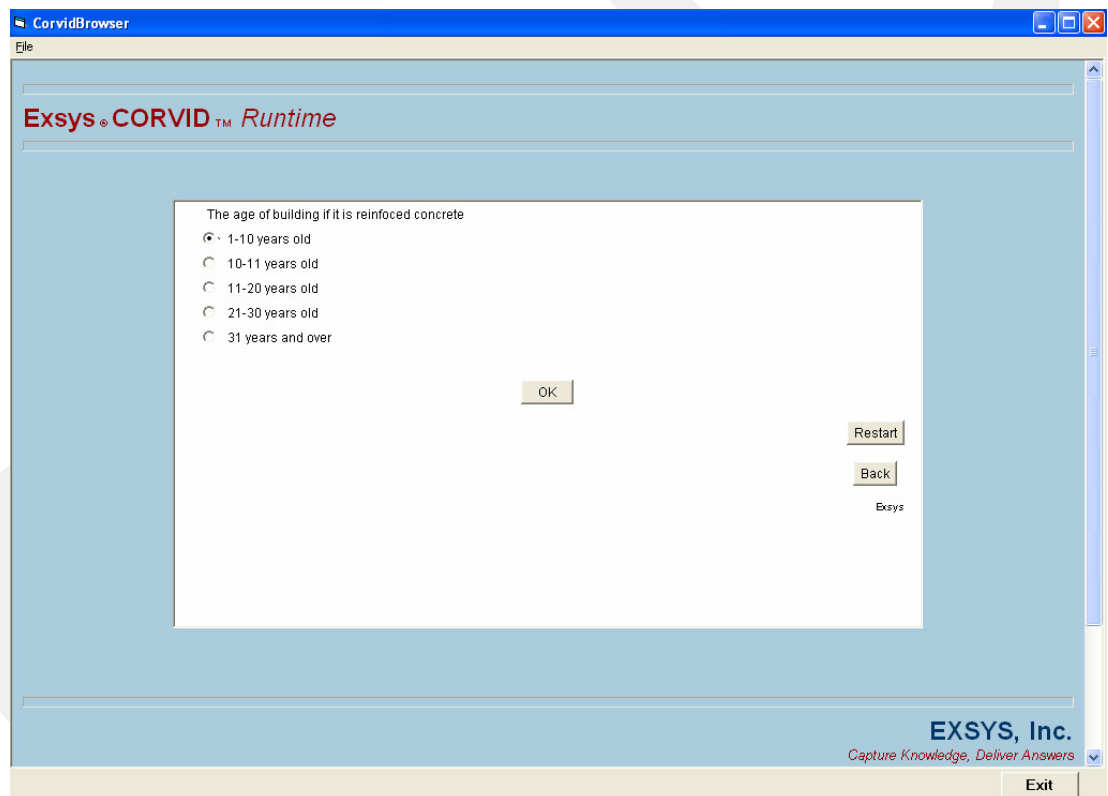 CorvidBrowser
File
Exsys ® CORVID TM Runtime
The age of building if it is reinfoced concrete
1-10 years old
10-11 years old
11-20 years old
21-30 years old
31 years and over
OK
Restart
Back
Exsys
EXSYS, Inc.
Capture Knowledge, Deliver Answers
Exit